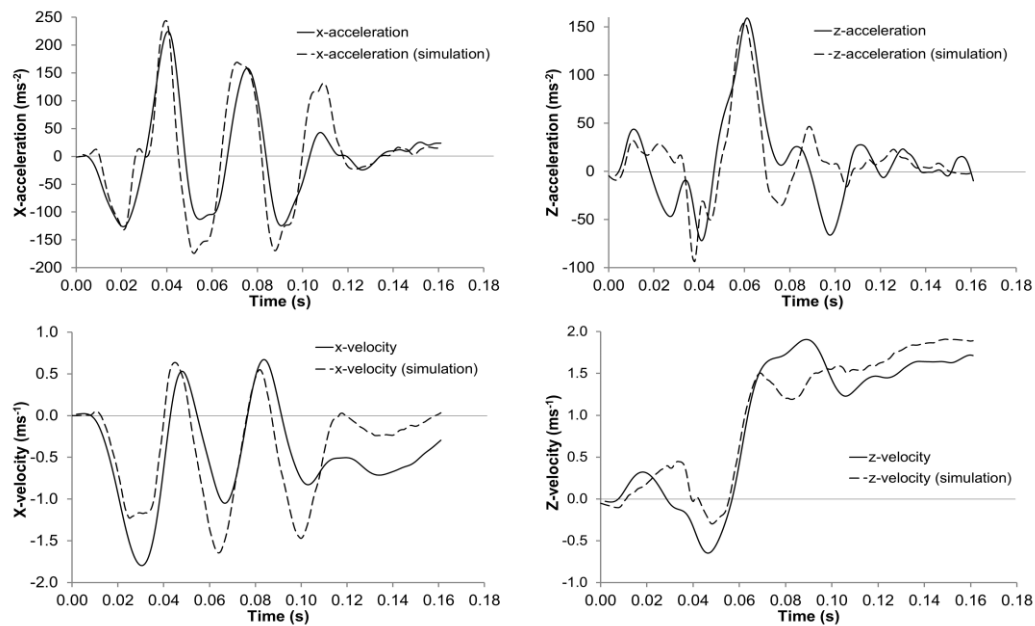 X-acceleration (ms-2)
250
200
150
100
50
0
-50
-100
-150
-200
x-acceleration
x-acceleration (simulation)
0.00 0.02 0.04 0.06 0.08 0.10 0.12 0.14 0.16 0.18
Time (s)
Z-acceleration (ms-2)
150
100
50
0
-50
-100
z-acceleration
z-acceleration (simulation)
0.00 0.02 0.04 0.06 0.08 0.10 0.12 0.14 0.16 0.18
Time (s)
X-velocity (ms-1)
1.0
0.5
0.0
-0.5
-1.0
-1.5
-2.0
x-velocity
x-velocity (simulation)
0.00 0.02 0.04 0.06 0.08 0.10 0.12 0.14 0.16 0.18
Time (s)
Z-velocity (ms-1)
2.0
1.5
1.0
0.5
0.0
-0.5
-1.0
z-velocity
z-velocity (simulation)
0.00 0.02 0.04 0.06 0.08 0.10 0.12 0.14 0.16 0.18
Time (s)